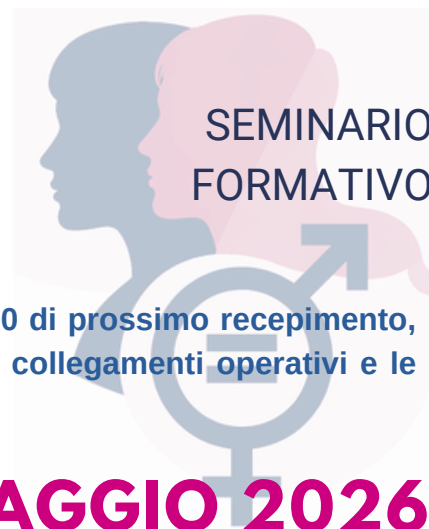 SEMINARIO
FORMATIVO
0 di prossimo recepimento,
collegamenti operativi e le
AGGIO 2026